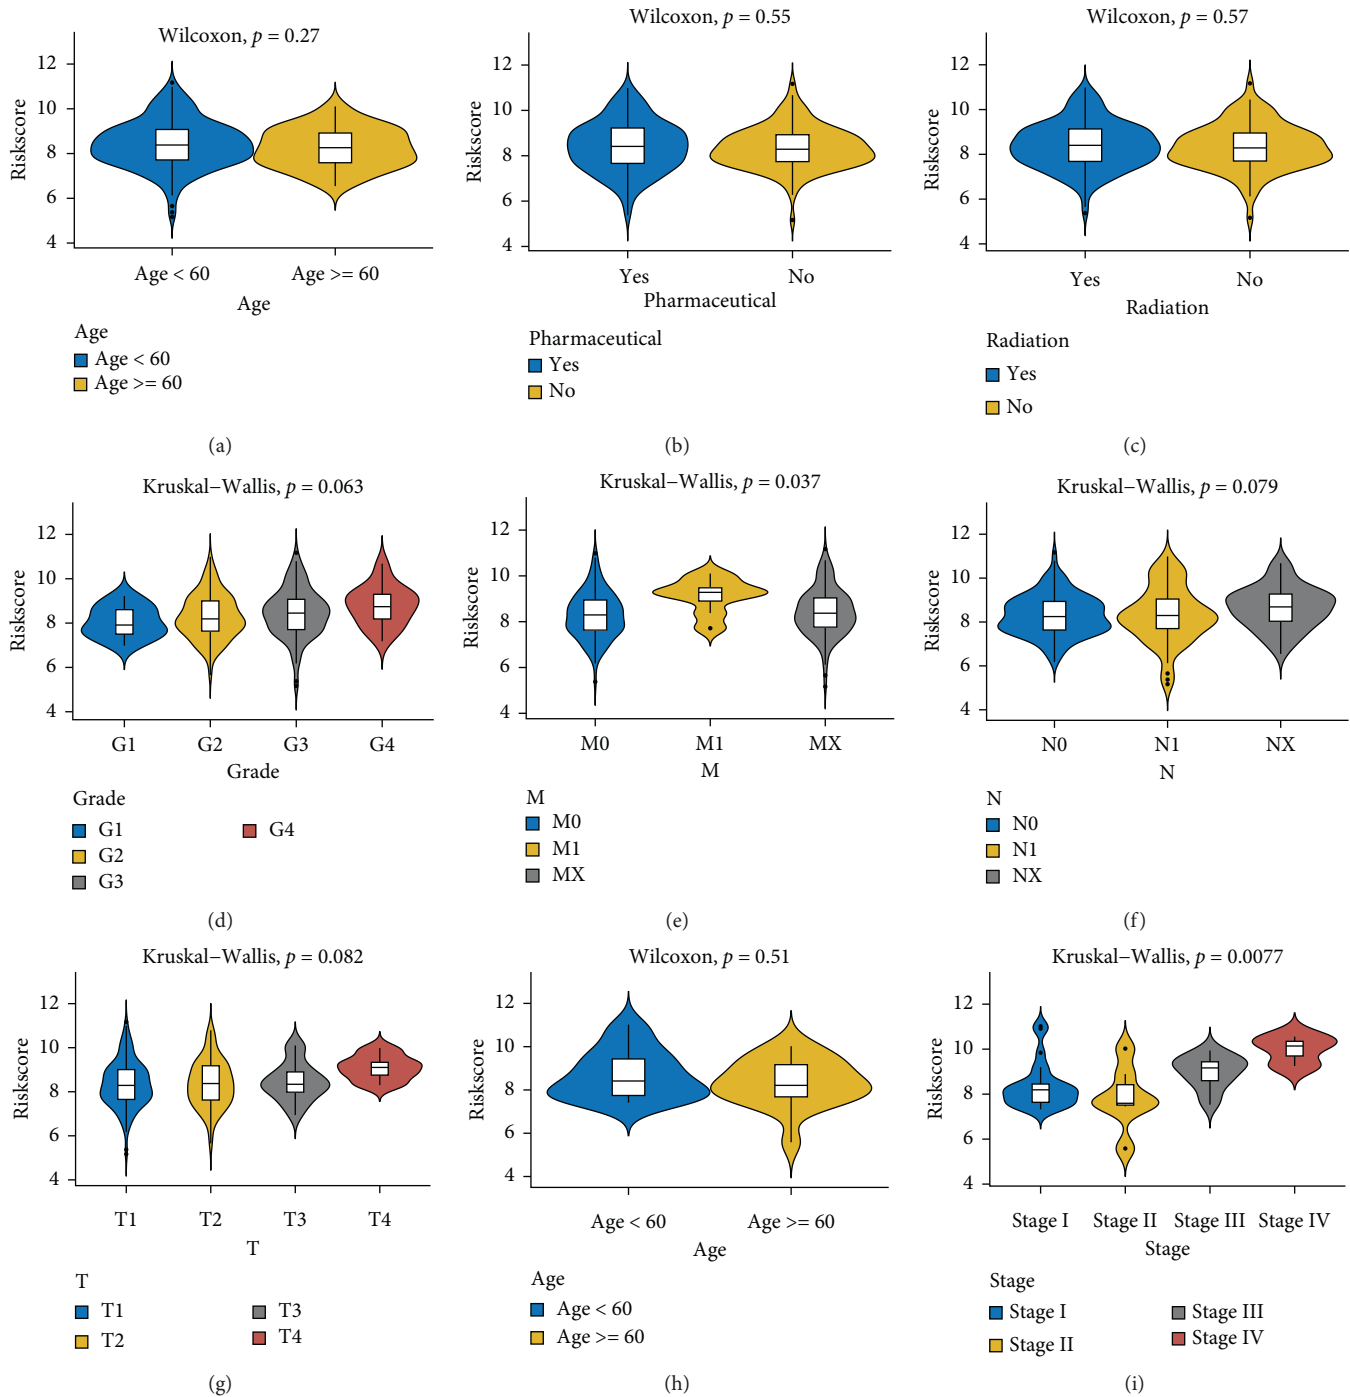 Wilcoxon, p = 0.27
Riskscore
12
10
8
6
4
Age < 60
Age >= 60
Age
Age
Age < 60
Age >= 60
(a)
Wilcoxon, p = 0.55
Riskscore
12
10
8
6
4
Yes
No
Pharmaceutical
Pharmaceutical
Yes
No
(b)
Wilcoxon, p = 0.57
Riskscore
12
10
8
6
4
Yes
No
Radiation
Radiation
Yes
No
(c)
Kruskal–Wallis, p = 0.063
Riskscore
12
10
8
6
4
G1
G2
G3
G4
Grade
Grade
G1
G4
G2
G3
(d)
Kruskal–Wallis, p = 0.037
Riskscore
12
10
8
6
4
M0
M1
MX
M
M
M0
M1
MX
(e)
Kruskal–Wallis, p = 0.079
Riskscore
12
10
8
6
4
N0
N1
NX
N
N
N0
N1
NX
(f)
Kruskal–Wallis, p = 0.082
Riskscore
12
10
8
6
4
T1
T2
T3
T4
T
T
T1
T3
T2
T4
(g)
Wilcoxon, p = 0.51
Riskscore
12
10
8
6
4
Age < 60
Age >= 60
Age
Age
Age < 60
Age >= 60
(h)
Kruskal–Wallis, p = 0.0077
Riskscore
12
10
8
6
4
Stage I
Stage II
Stage III
Stage IV
Stage
Stage
Stage I
Stage III
Stage II
Stage IV
(i)